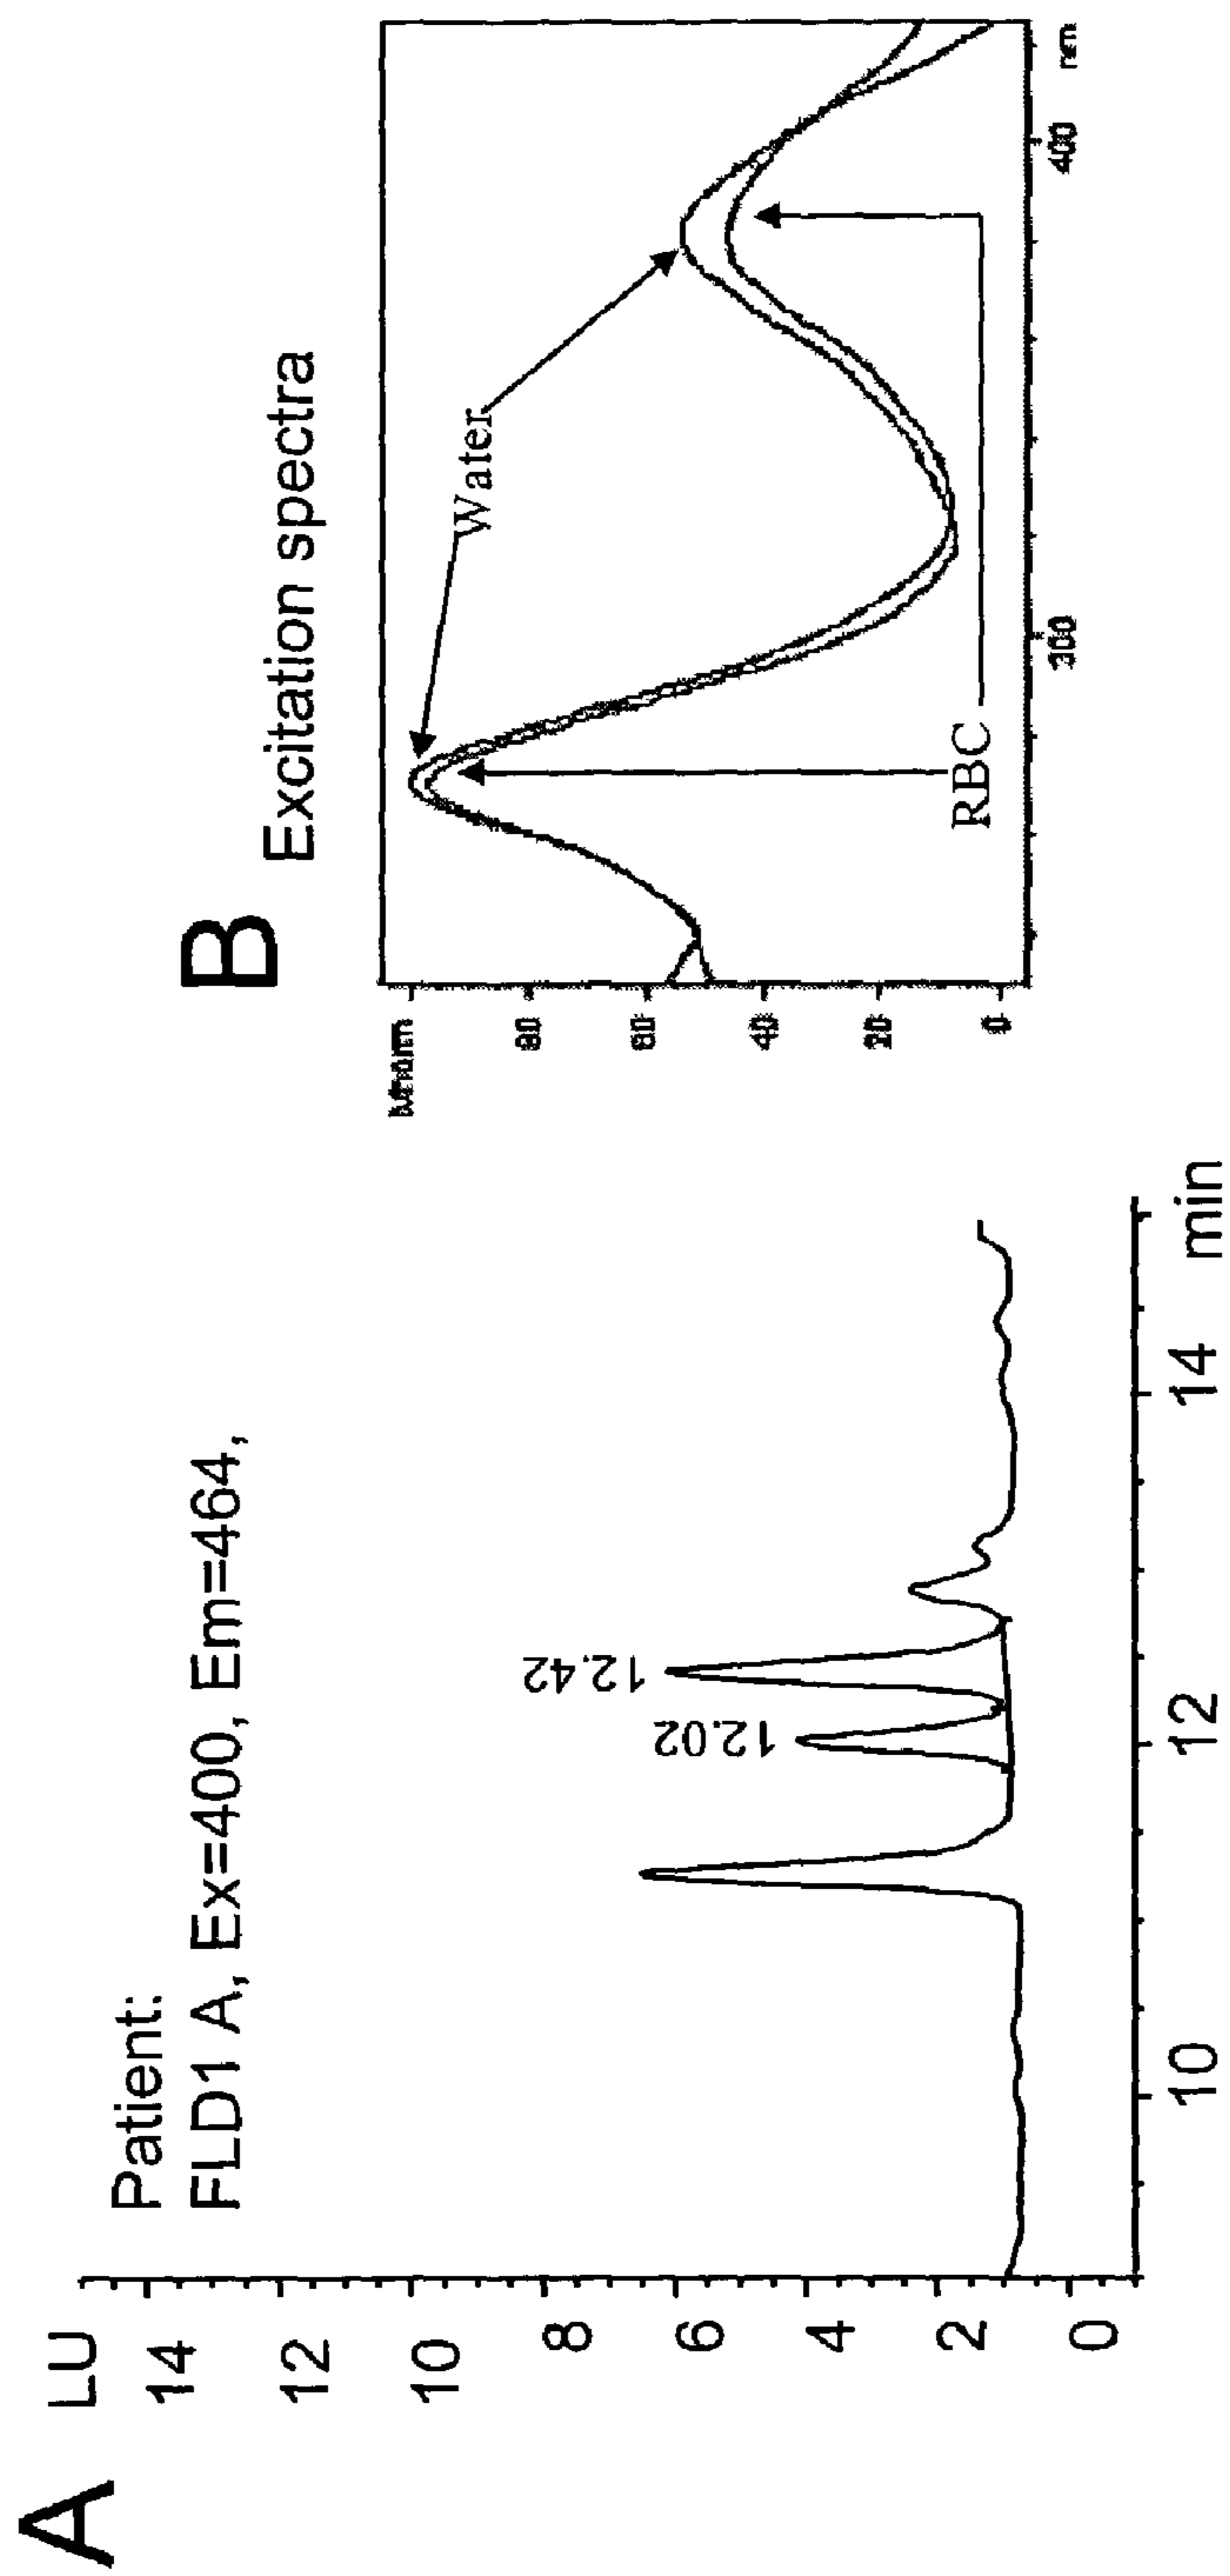 A
LU
14
12
10
8
6
4
2
0
Patient:
FLD1 A, Ex=400, Em=464,
12.02
12.42
10
12
14
min
B
Excitation spectra
Water
RBC
80
60
40
20
0
300
400
nm